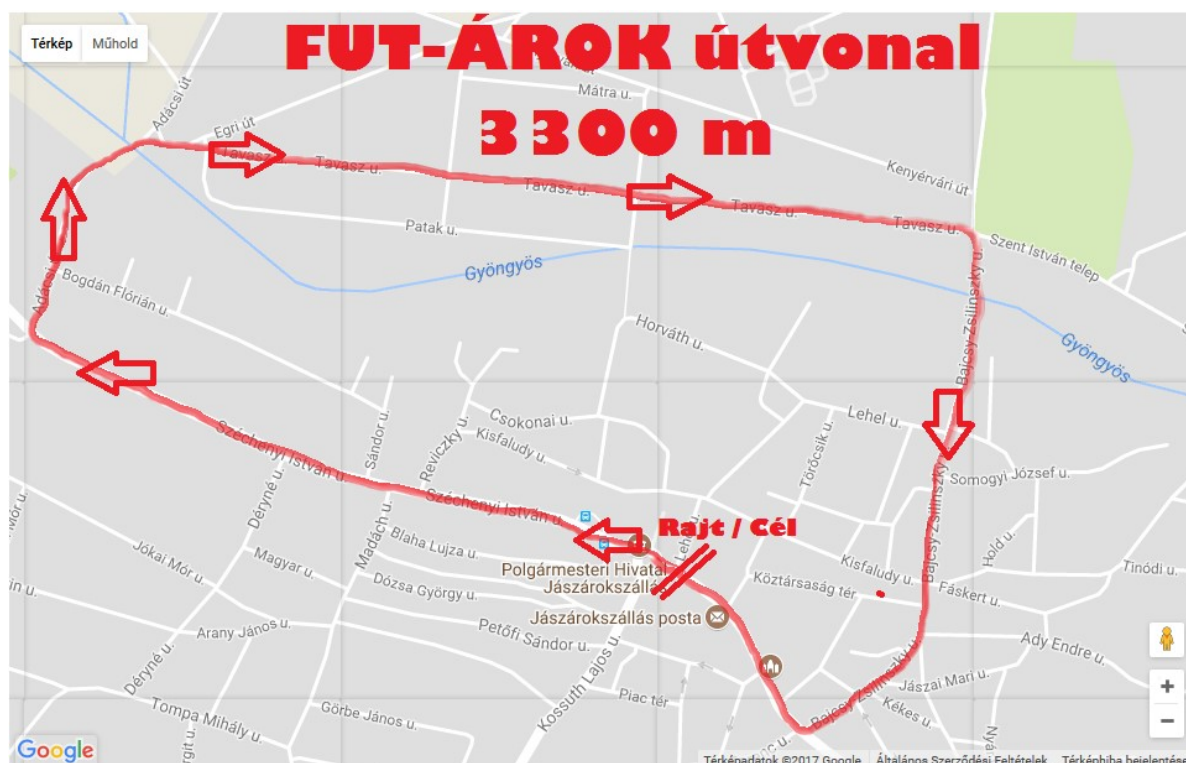 FUT-ÁROK útvonal
3300 m
Térkép Műhold
Mátra u.
Adácsi út
Egri út
Tavasz
Tavasz u.
Tavasz u.
Tavasz u.
Tavasz u.
Kenyérvári út
Patak u.
Szent István telep
Gyöngyös
Bogdán Flórián u.
Adácsi
Horváth u.
Bajcsy-Zsilinszky u.
Gyöngyös
Csokonai u.
Kisfaludy u.
Lehel u.
Reviczky u.
Sándor u.
Törőcsik u.
Széchenyi István u.
Somogyi József u.
Bajcsy-Zsilinszky u.
Széchenyi István u.
Déryné u.
Madách u.
Blaha Lujza u.
Rajt / Cél
Lehel u.
Mór u.
Jókai Mór u.
Magyar u.
Polgármesteri Hivatal
Jászárokszállás
Kisfaludy u.
Hold u.
Tinódi u.
Köztársaság tér
Fáskert u.
Dózsa György u.
Jászárokszállás posta
Arany János u.
Petőfi Sándor u.
Ady Endre u.
Déryné u.
Kossuth Lajos u.
Piac tér
Bajcsy Zsilinszky u.
Jászai Mari u.
Kékes u.
Tompa Mihály u.
Görbe János u.
Google
Térképadatok ©2017 Google Általános Szerződési Feltételek Térképhiba bejelentése